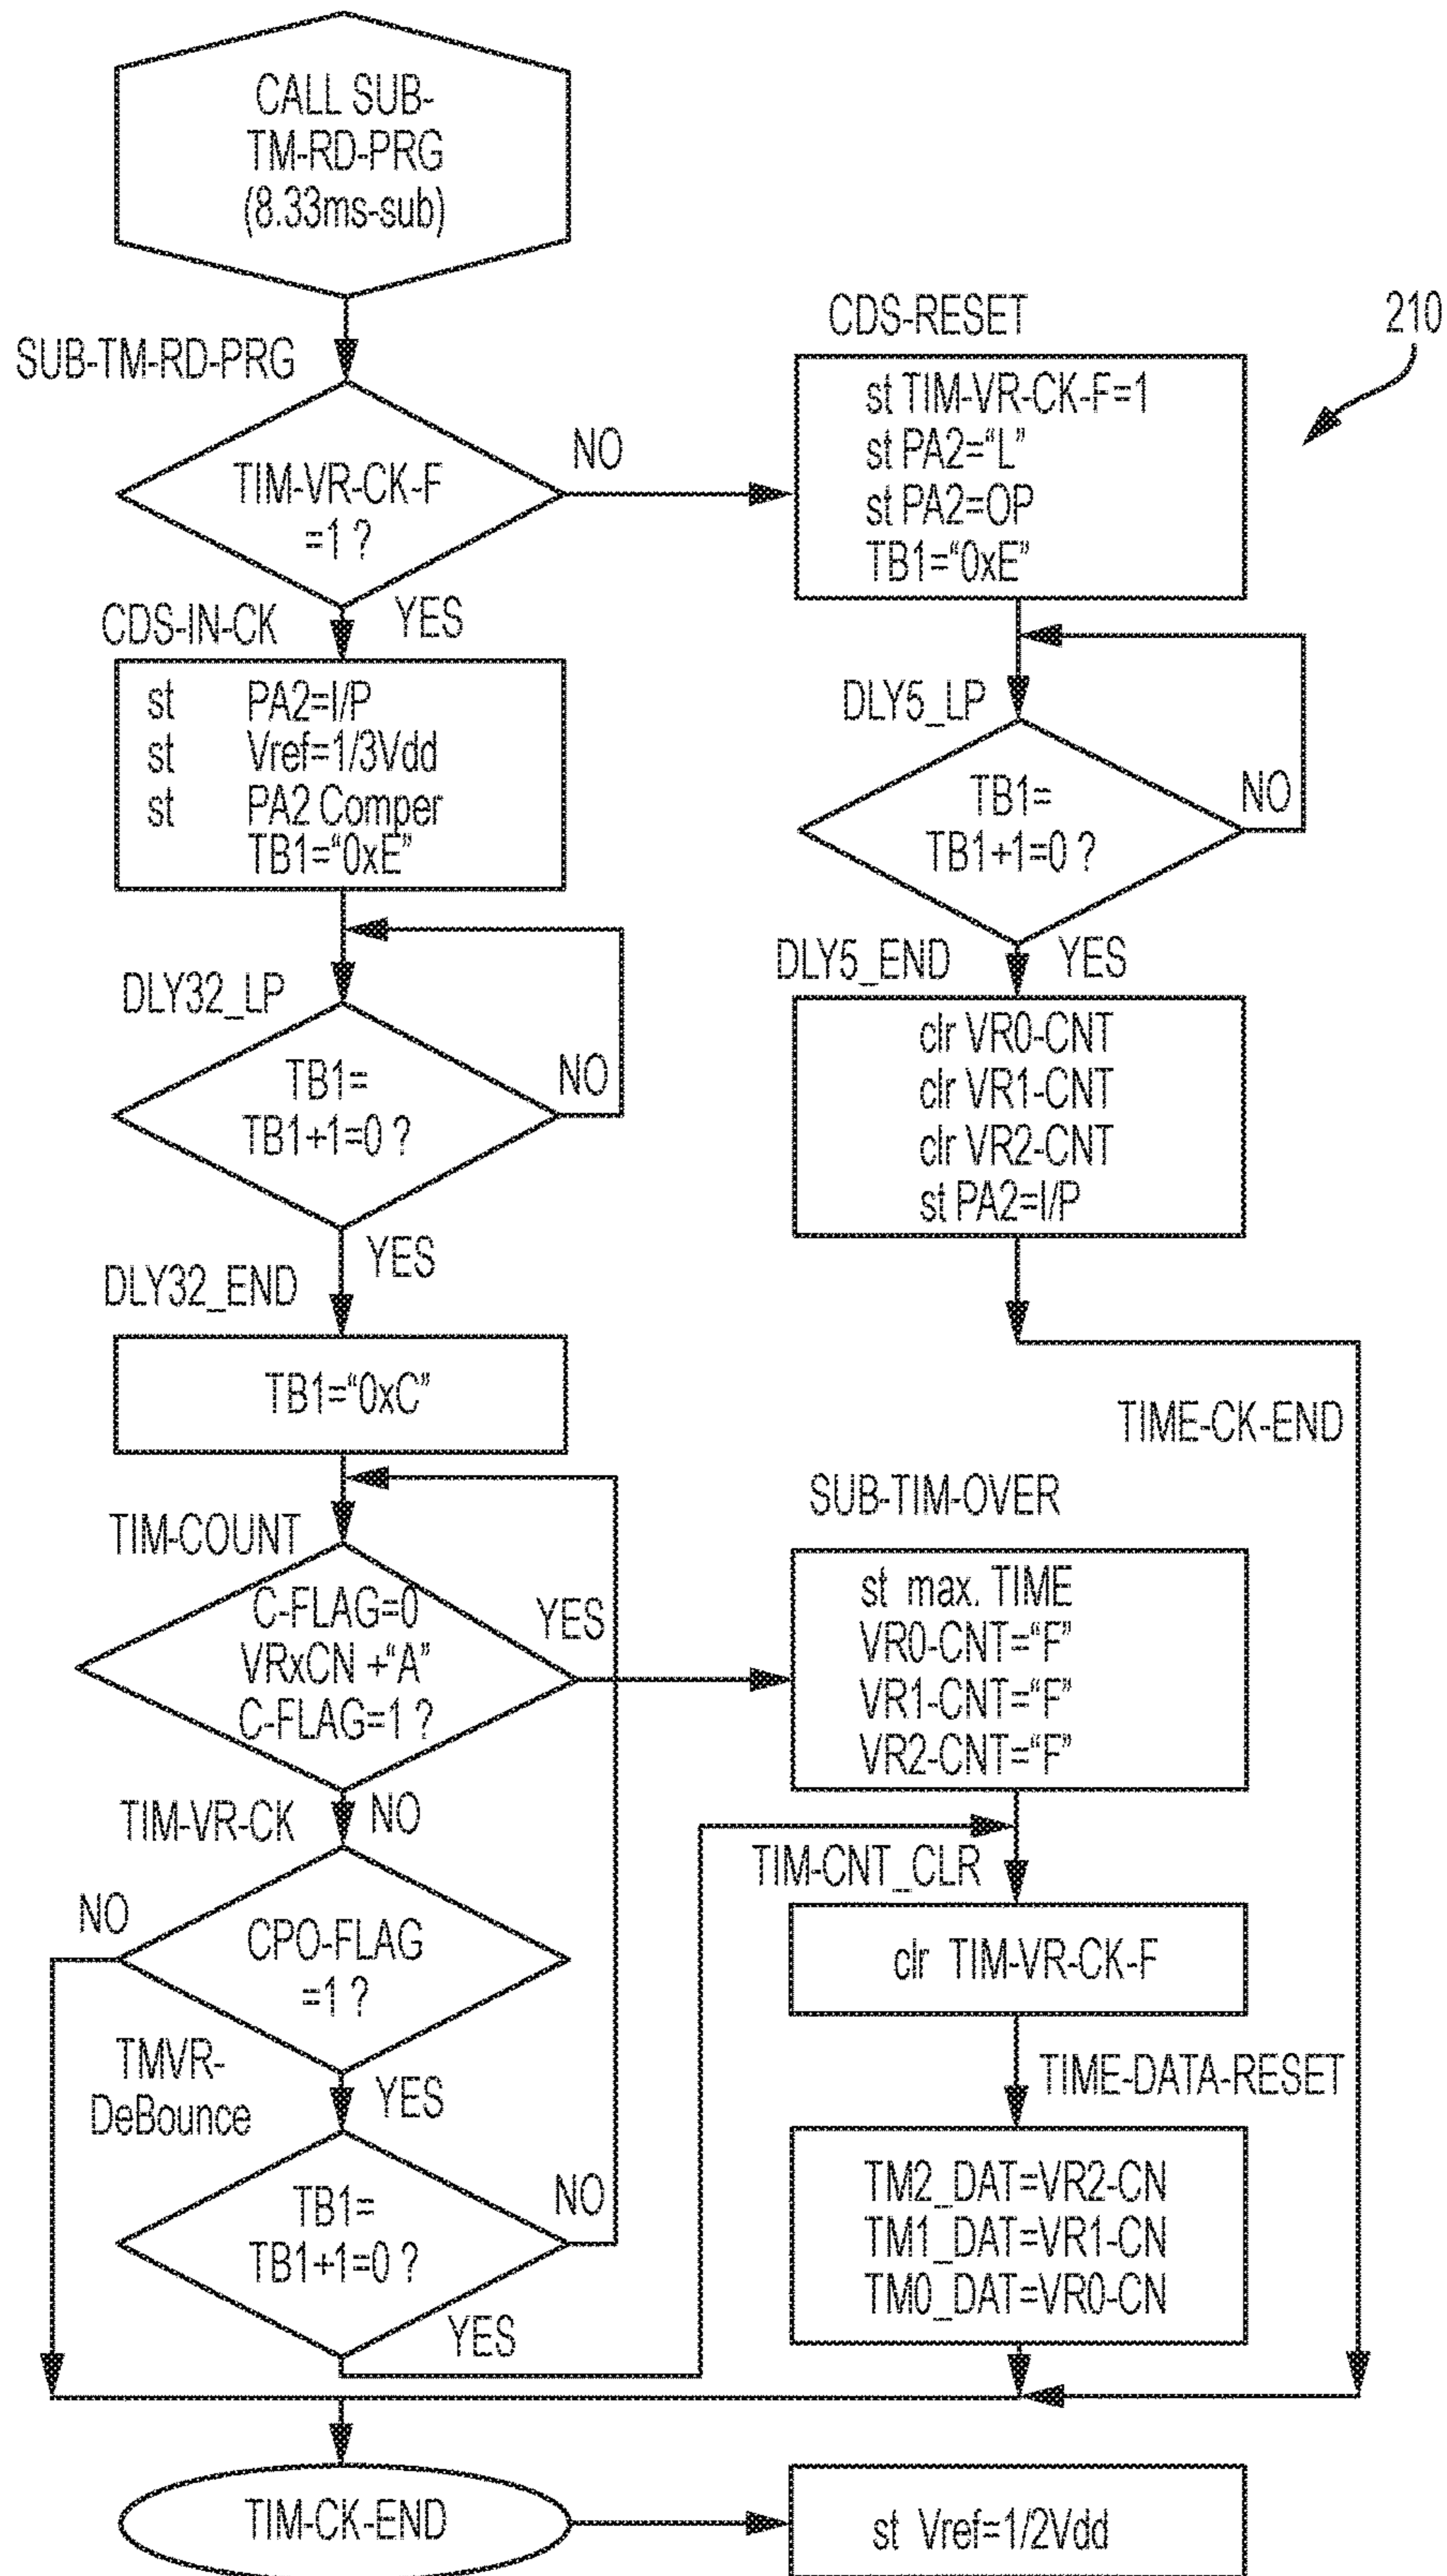 CALL SUB-
TM-RD-PRG
(8.33ms-sub)
SUB-TM-RD-PRG
TIM-VR-CK-F
=1 ?
NO
YES
CDS-RESET
210
st TIM-VR-CK-F=1
st PA2="L"
st PA2=OP
TB1="0xE"
CDS-IN-CK
st PA2=I/P
st Vref=1/3Vdd
st PA2 Comper
TB1="0xE"
DLY5_LP
TB1=
TB1+1=0 ?
NO
DLY5_END
YES
clr VR0-CNT
clr VR1-CNT
clr VR2-CNT
st PA2=I/P
DLY32_LP
TB1=
TB1+1=0 ?
NO
YES
DLY32_END
TB1="0xC"
TIME-CK-END
TIM-COUNT
C-FLAG=0
VRxCN +"A"
C-FLAG=1 ?
YES
NO
SUB-TIM-OVER
st max. TIME
VR0-CNT="F"
VR1-CNT="F"
VR2-CNT="F"
TIM-VR-CK
CPO-FLAG
=1 ?
NO
YES
TIM-CNT_CLR
clr TIM-VR-CK-F
TIME-DATA-RESET
TMVR-
DeBounce
TB1=
TB1+1=0 ?
NO
YES
TM2_DAT=VR2-CN
TM1_DAT=VR1-CN
TM0_DAT=VR0-CN
TIM-CK-END
st Vref=1/2Vdd